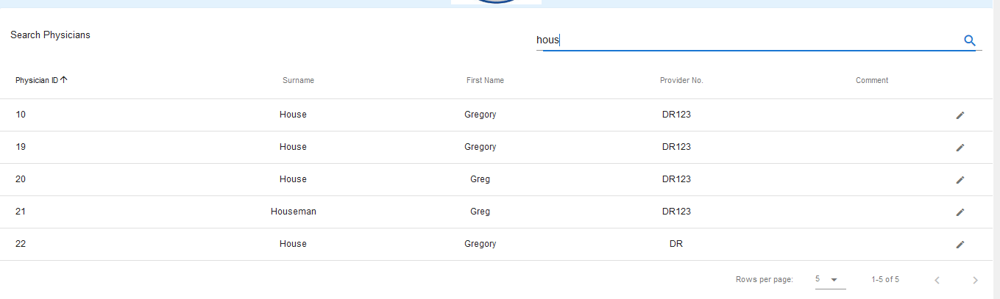 Search Physicians
hous
Physician ID Surname First Name Provider No. Comment
10 House Gregory DR123
19 House Gregory DR123
20 House Greg DR123
21 Houseman Greg DR123
22 House Gregory DR
Rows per page: 5 1-5 of 5